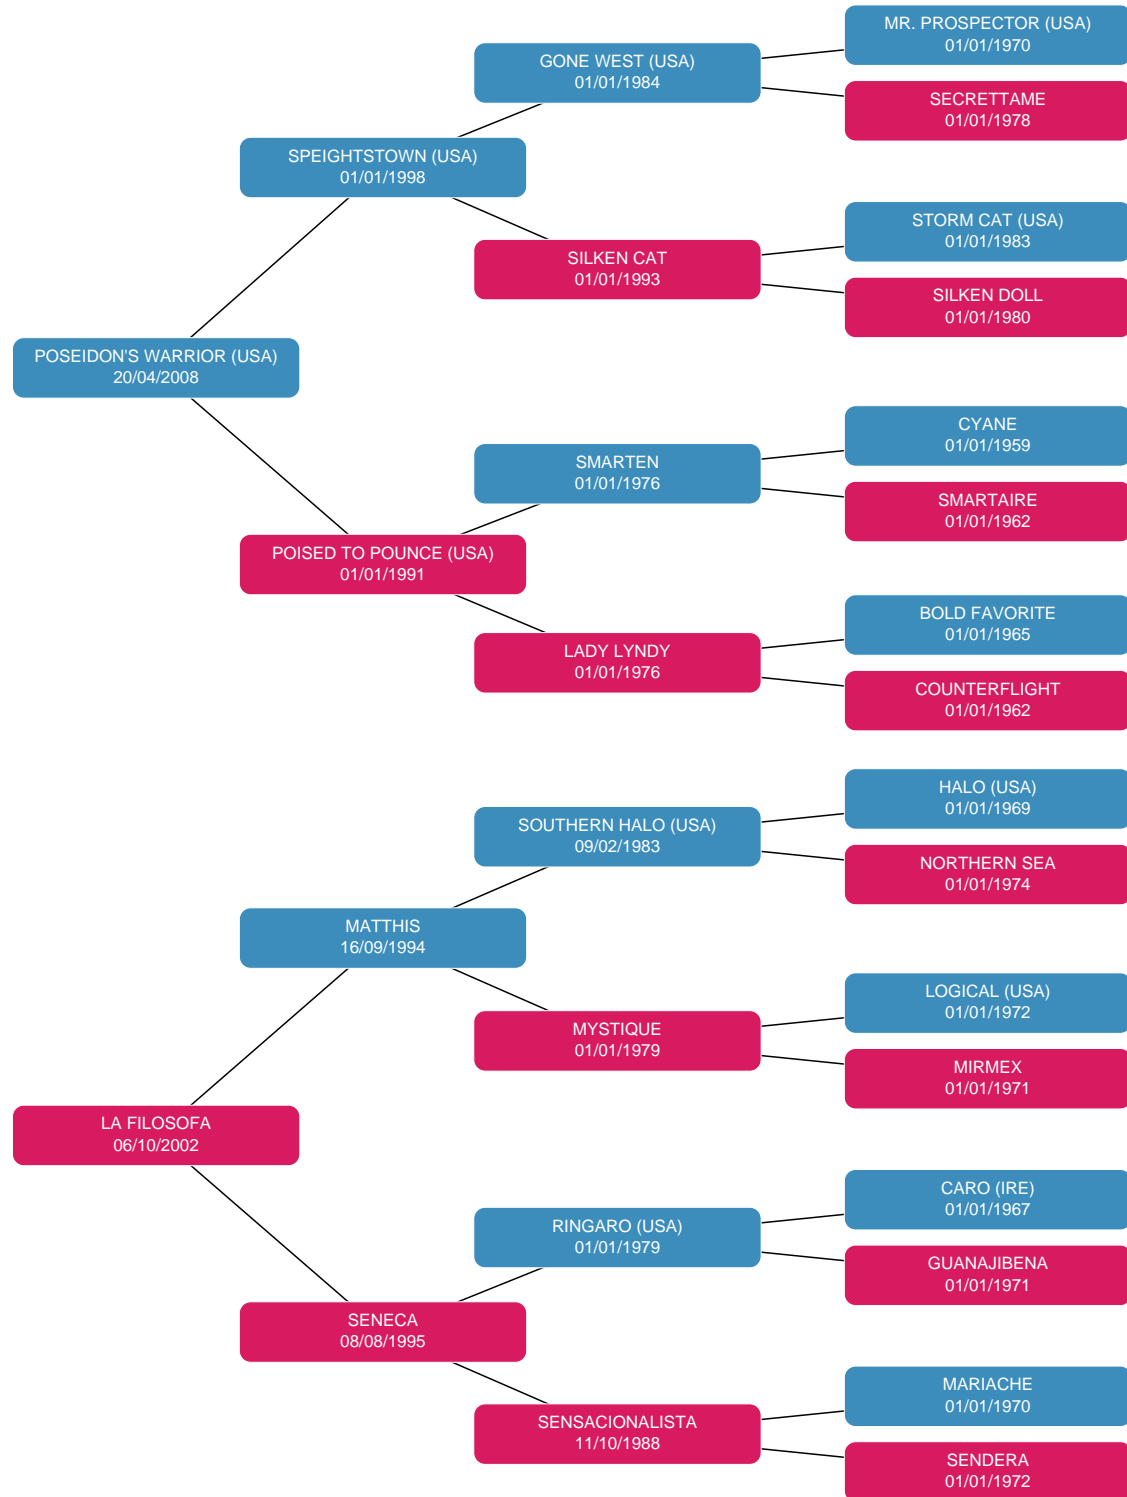 MR. PROSPECTOR (USA)
01/01/1970
GONE WEST (USA)
01/01/1984
SECRETTAME
01/01/1978
SPEIGHTSTOWN (USA)
01/01/1998
STORM CAT (USA)
01/01/1983
SILKEN CAT
01/01/1993
SILKEN DOLL
01/01/1980
POSEIDON'S WARRIOR (USA)
20/04/2008
CYANE
01/01/1959
SMARTEN
01/01/1976
SMARTAIRE
01/01/1962
POISED TO POUNCE (USA)
01/01/1991
BOLD FAVORITE
01/01/1965
LADY LYNDY
01/01/1976
COUNTERFLIGHT
01/01/1962
HALO (USA)
01/01/1969
SOUTHERN HALO (USA)
09/02/1983
NORTHERN SEA
01/01/1974
MATTHIS
16/09/1994
LOGICAL (USA)
01/01/1972
MYSTIQUE
01/01/1979
MIRMEX
01/01/1971
LA FILOSOFA
06/10/2002
CARO (IRE)
01/01/1967
RINGARO (USA)
01/01/1979
GUANAJIBENA
01/01/1971
SENECA
08/08/1995
MARIACHE
01/01/1970
SENSACIONALISTA
11/10/1988
SENDERA
01/01/1972